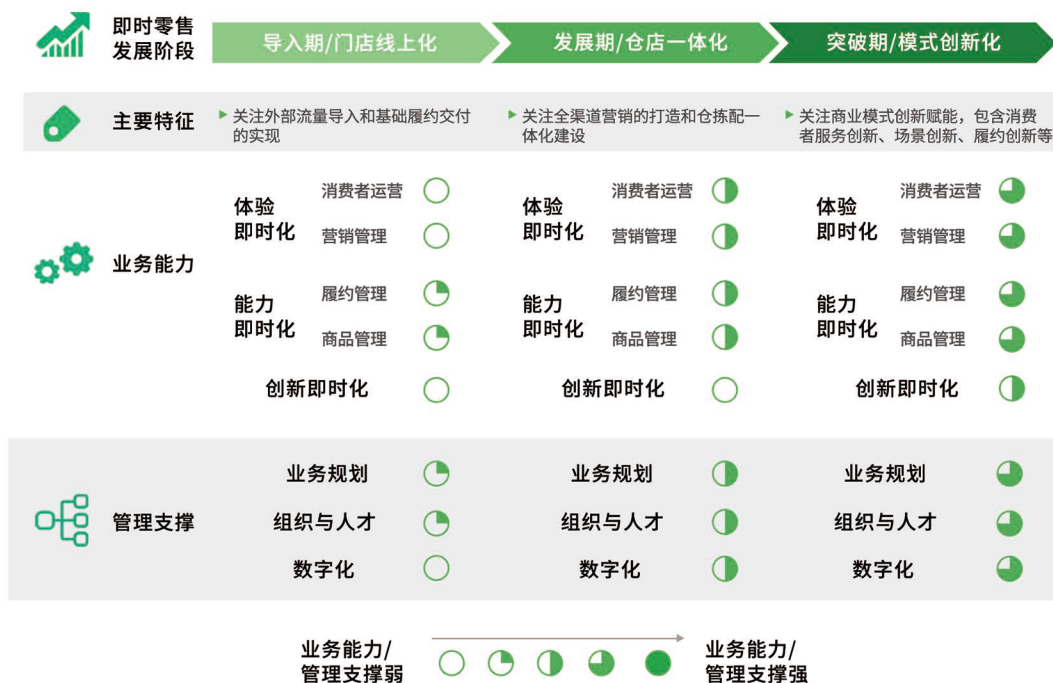 即时零售
发展阶段
导入期/门店线上化
发展期/仓店一体化
突破期/模式创新化
主要特征
关注外部流量导入和基础履约交付
的实现
关注全渠道营销的打造和仓拣配一
体化建设
关注商业模式创新赋能，包含消费
者服务创新、场景创新、履约创新等
业务能力
体验
即时化
消费者运营
营销管理
能力
即时化
履约管理
商品管理
创新即时化
体验
即时化
消费者运营
营销管理
能力
即时化
履约管理
商品管理
创新即时化
体验
即时化
消费者运营
营销管理
能力
即时化
履约管理
商品管理
创新即时化
管理支撑
业务规划
组织与人才
数字化
业务规划
组织与人才
数字化
业务规划
组织与人才
数字化
业务能力/
管理支撑弱
业务能力/
管理支撑强